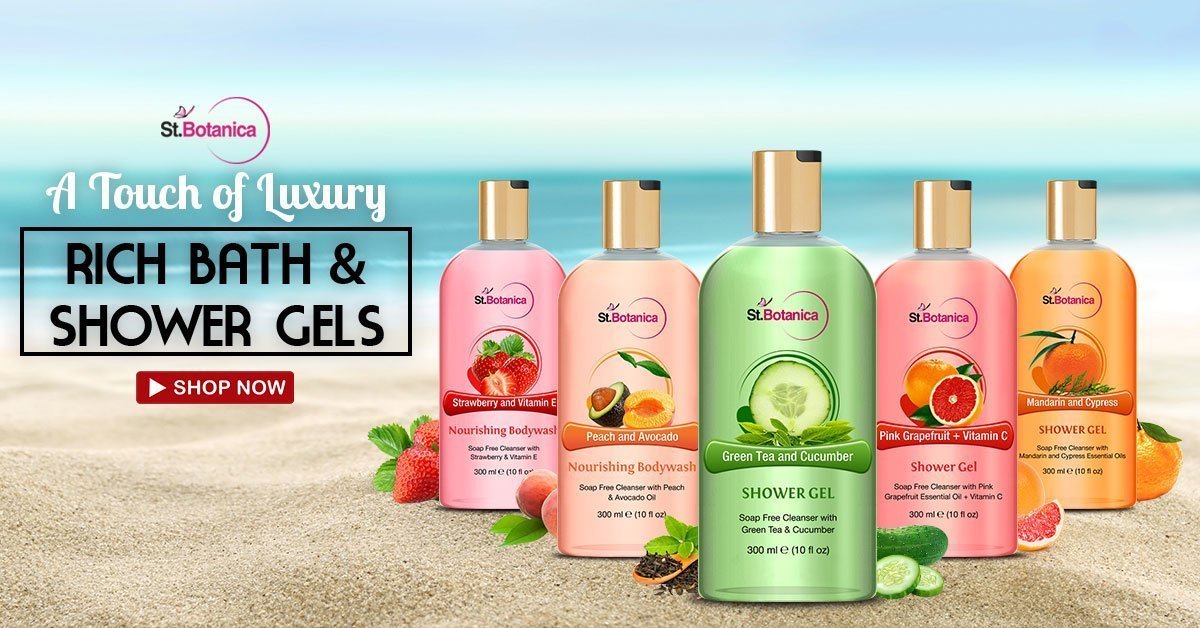 St.Botanica
A Touch of Luxury
RICH BATH &
SHOWER GELS
SHOP NOW
St.Botanica
Strawberry and Vitamin E
Nourishing Bodywash
Soap Free Cleanser with
Strawberry & Vitamin E
300 ml ℮ (10 fl oz)
St.Botanica
Peach and Avocado
Nourishing Bodywash
Soap Free Cleanser with Peach
& Avocado Oil
300 ml ℮ (10 fl oz)
St.Botanica
Green Tea and Cucumber
SHOWER GEL
Soap Free Cleanser with
Green Tea & Cucumber
300 ml ℮ (10 fl oz)
St.Botanica
Pink Grapefruit + Vitamin C
Shower Gel
Soap Free Cleanser with Pink
Grapefruit Essential Oil + Vitamin C
300 ml ℮ (10 fl oz)
St.Botanica
Mandarin and Cypress
SHOWER GEL
Soap Free Cleanser with
Mandarin and Cypress Essential Oils
300 ml ℮ (10 fl oz)